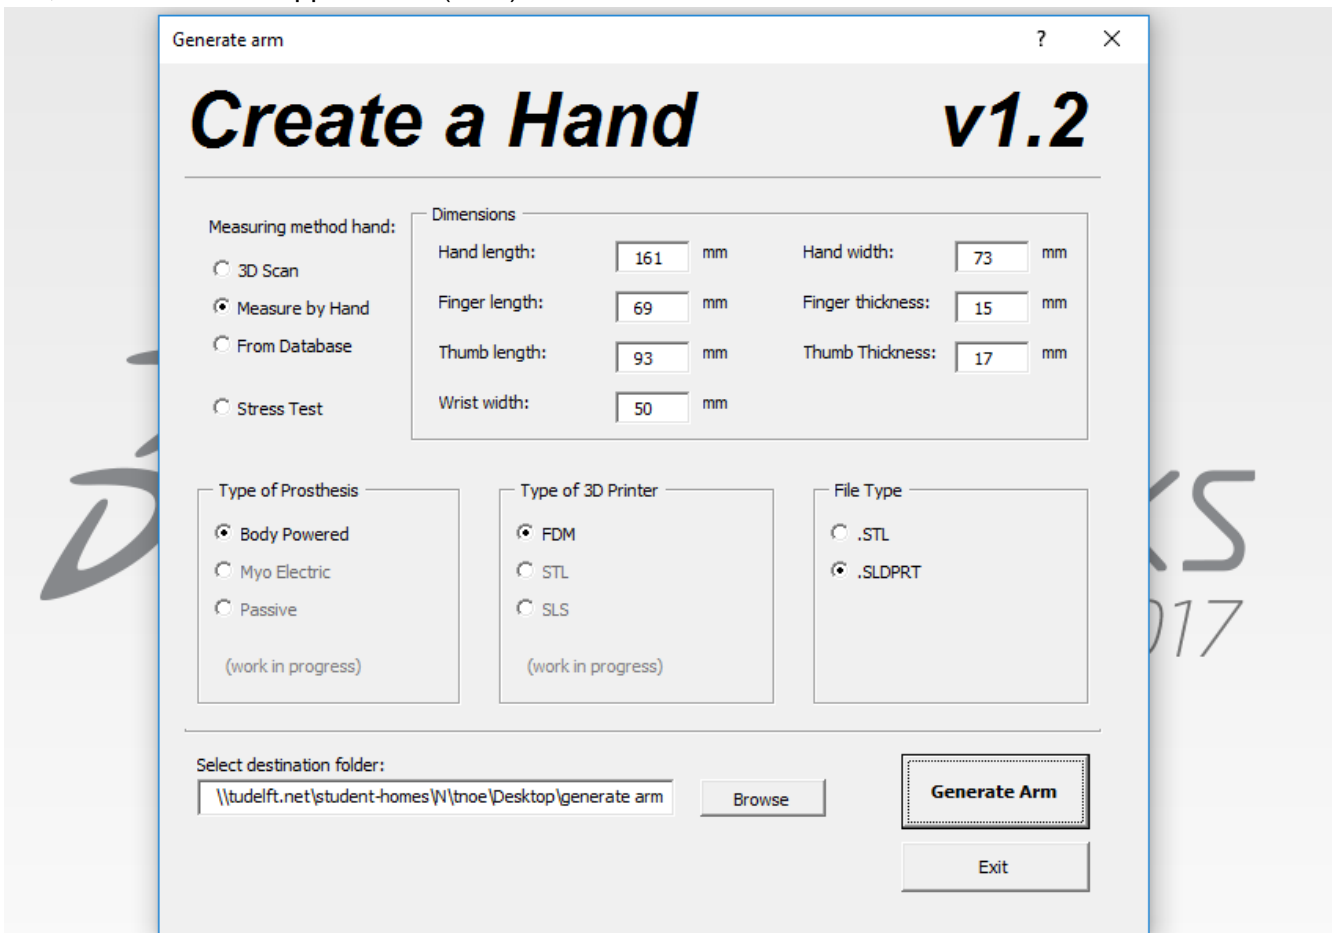 Generate arm ?
Create a Hand v1.2
Measuring method hand:
3D Scan
Measure by Hand
From Database
Stress Test
Dimensions
Hand length: 161 mm Hand width: 73 mm
Finger length: 69 mm Finger thickness: 15 mm
Thumb length: 93 mm Thumb Thickness: 17 mm
Wrist width: 50 mm
Type of Prosthesis
Body Powered
Myo Electric
Passive
(work in progress)
Type of 3D Printer
FDM
STL
SLS
(work in progress)
File Type
.STL
.SLDPRT
KS
017
Select destination folder:
\\tudelft.net\student-homes\N\tnoe\Desktop\generate arm
Browse
Generate Arm
Exit